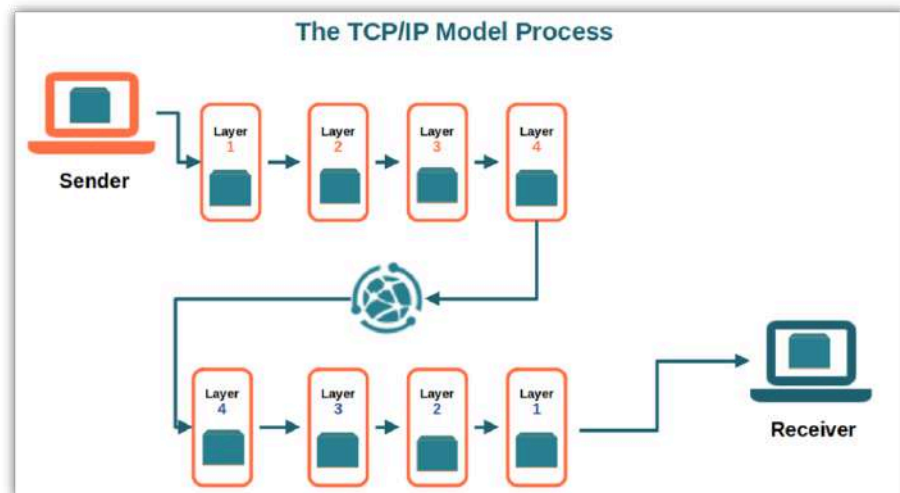 The TCP/IP Model Process
Layer
1
Layer
2
Layer
3
Layer
4
Sender
Layer
4
Layer
3
Layer
2
Layer
1
Receiver